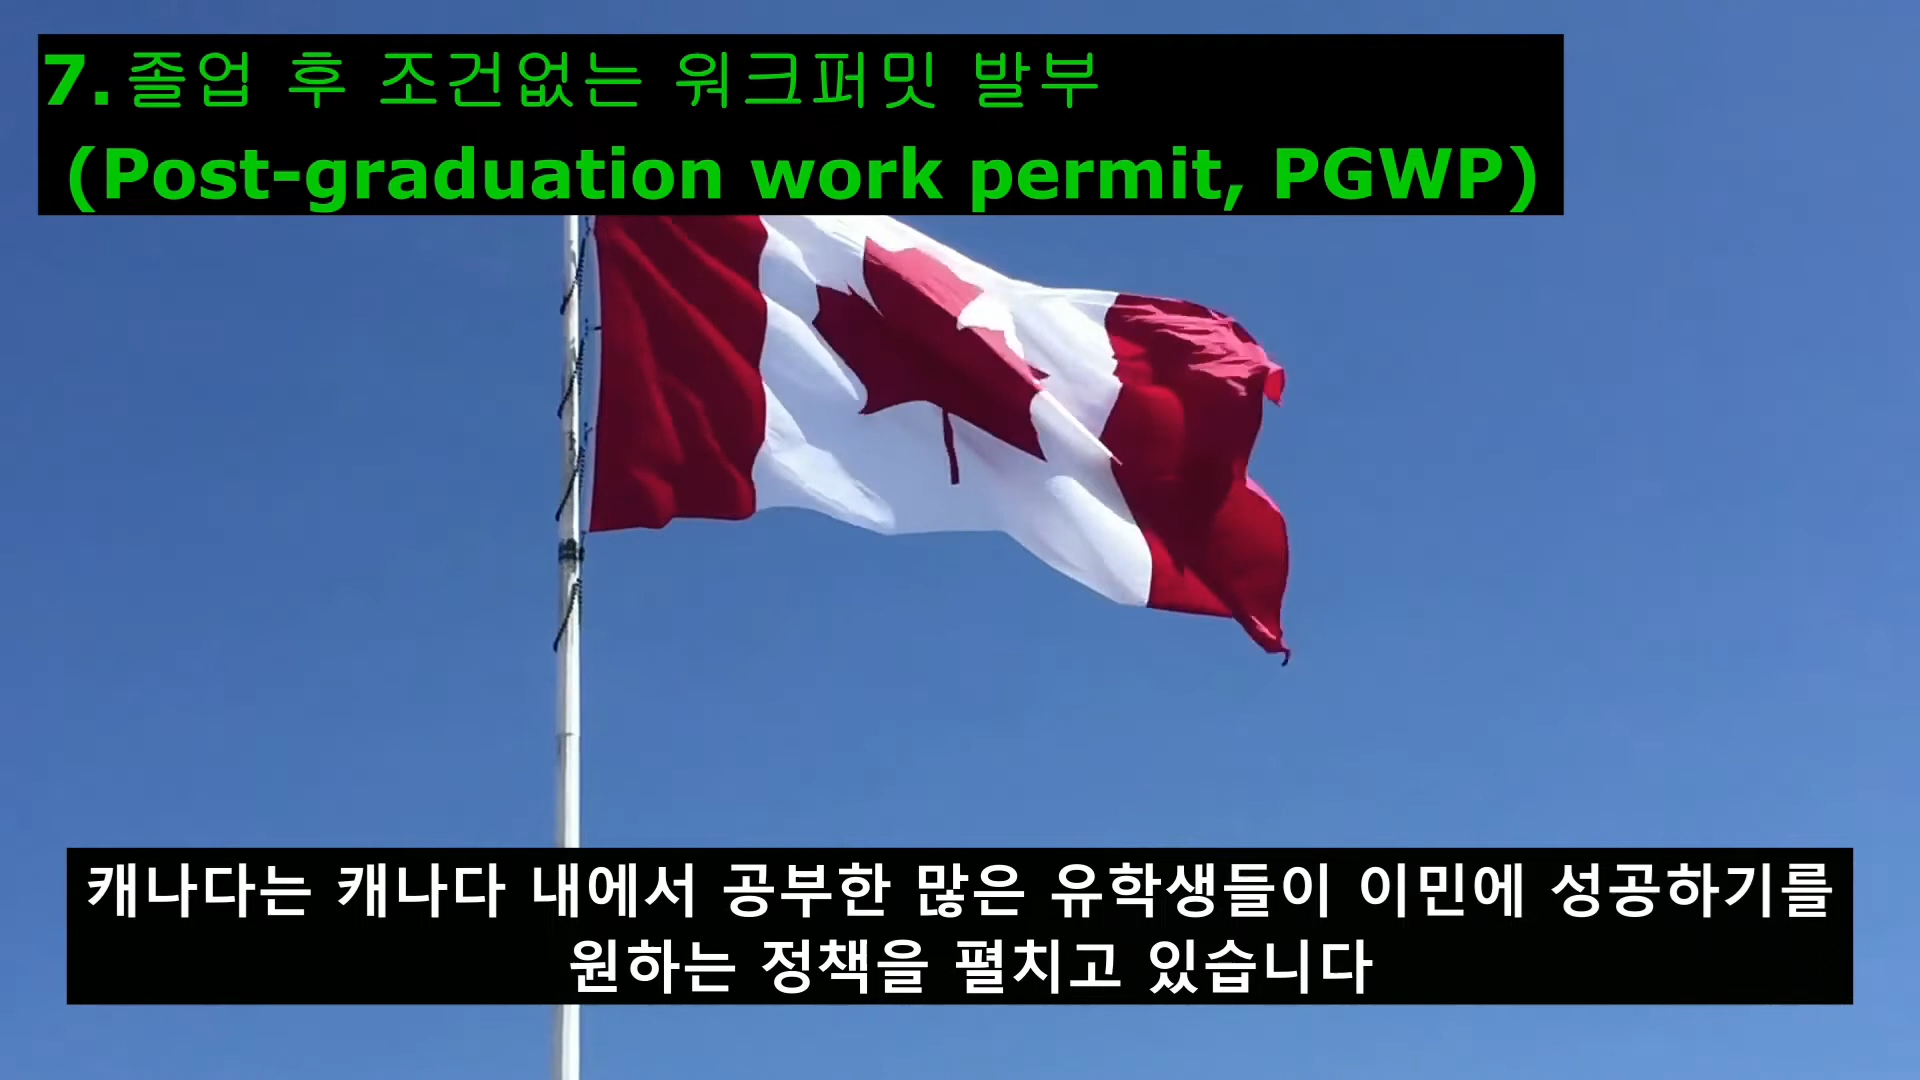 7. 졸업 후 조건없는 워크퍼밋 발부
(Post-graduation work permit, PGWP)
캐나다는 캐나다 내에서 공부한 많은 유학생들이 이민에 성공하기를
원하는 정책을 펼치고 있습니다